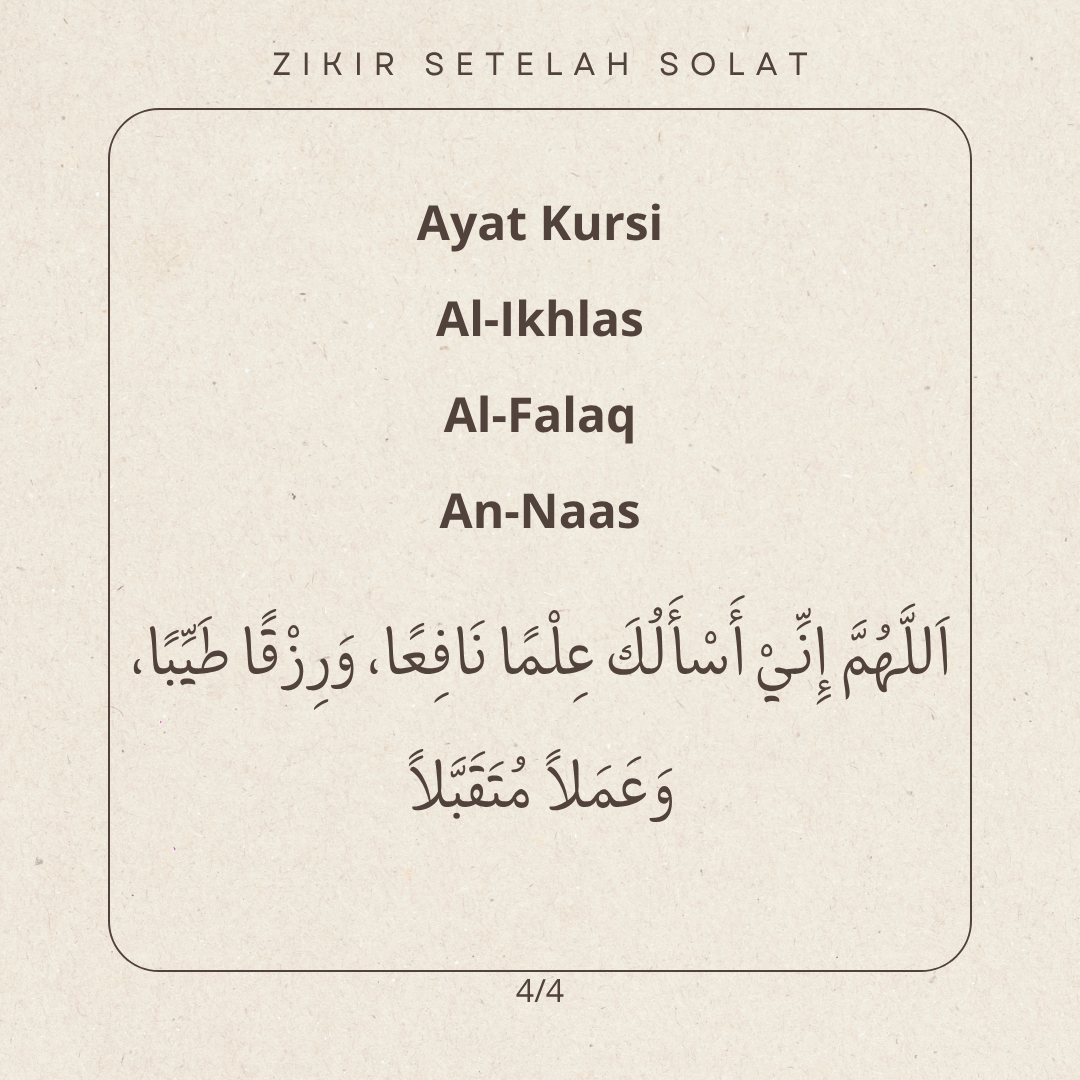 ZIKIR SETELAH SOLAT
Ayat Kursi
Al-Ikhlas
Al-Falaq
An-Naas
اَللَّهُمَّ إِنِّيْ أَسْأَلُكَ عِلْمًا نَافِعًا، وَرِزْقًا طَيِّبًا،
وَعَمَلاً مُتَقَبَّلاً
4/4